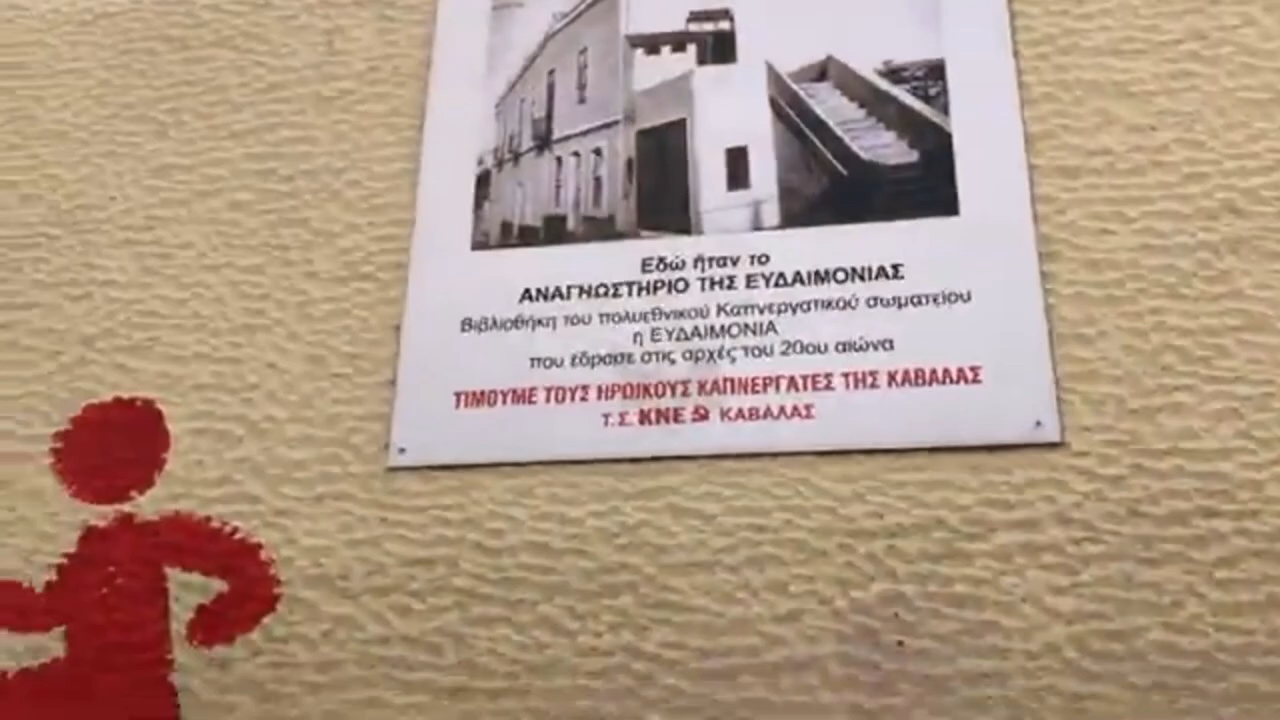 Εδώ ήταν το
ΑΝΑΓΝΩΣΤΗΡΙΟ ΤΗΣ ΕΥΔΑΙΜΟΝΙΑΣ
Βιβλιοθήκη του πολυεθνικού Καπνεργατικού σωματείου
η ΕΥΔΑΙΜΟΝΙΑ
που έδρασε στις αρχές του 20ου αιώνα
ΤΙΜΟΥΜΕ ΤΟΥΣ ΗΡΩΙΚΟΥΣ ΚΑΠΝΕΡΓΑΤΕΣ ΤΗΣ ΚΑΒΑΛΑΣ
Τ.Σ. ΚΝΕ ΚΑΒΑΛΑΣ